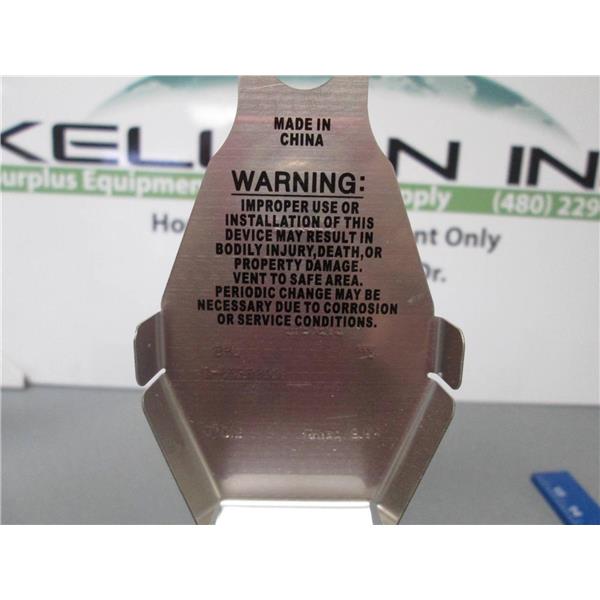 MADE IN
CHINA
WARNING:
IMPROPER USE OR
INSTALLATION OF THIS
DEVICE MAY RESULT IN
BODILY INJURY,DEATH,OR
PROPERTY DAMAGE.
VENT TO SAFE AREA.
PERIODIC CHANGE MAY BE
NECESSARY DUE TO CORROSION
OR SERVICE CONDITIONS.
Surplus Equipment
(480) 229
Only
Dr.